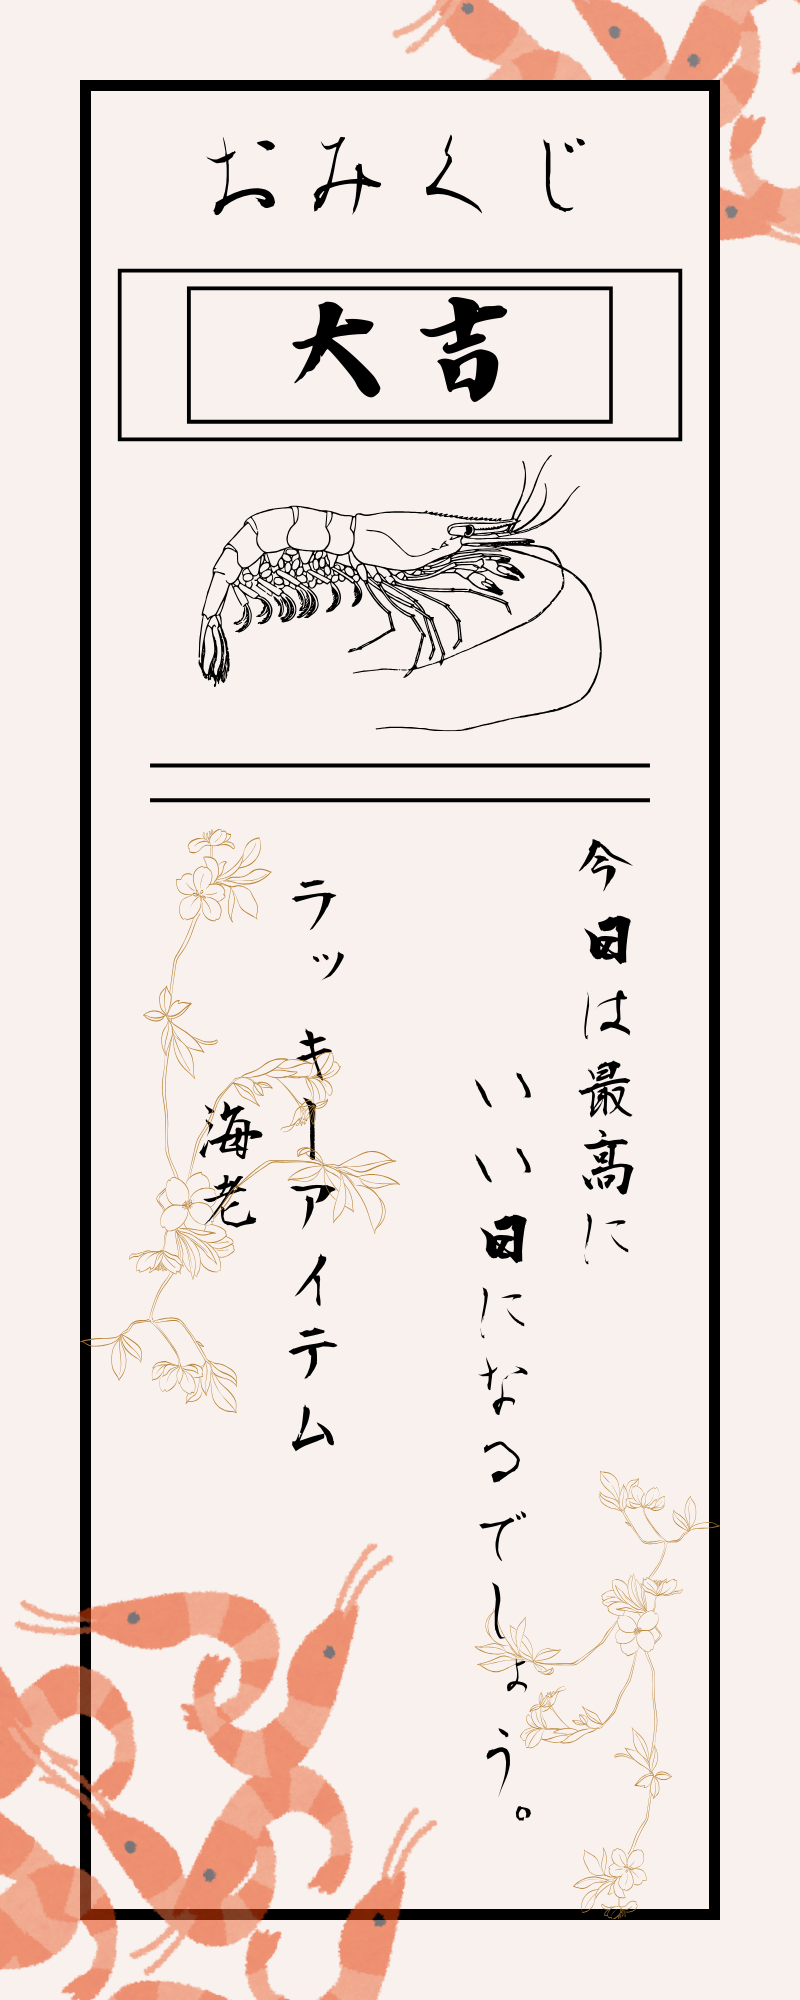 おみくじ
大吉
今日は最高に
いい日になるでしょう。
ラッキーアイテム
海老